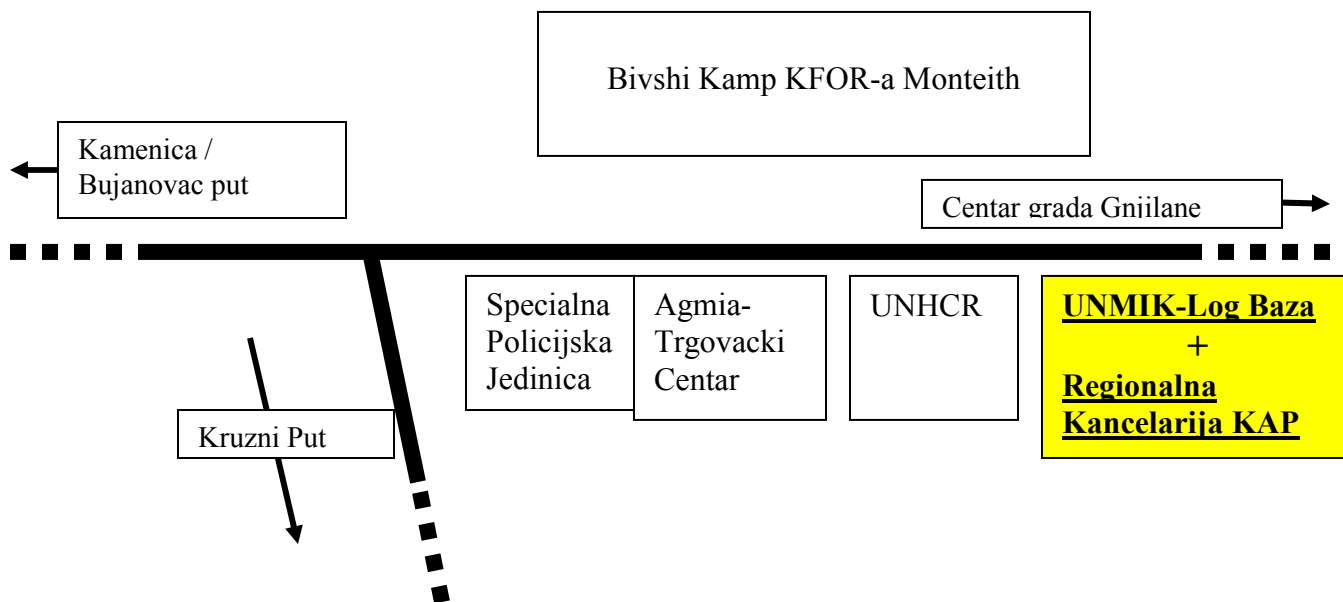 Bivshi Kamp KFOR-a Monteith
Kamenica /
Bujanovac put
Centar grada Gnjilane
Specialna
Policijska
Jedinica
Agmia-
Trgovacki
Centar
UNHCR
UNMIK-Log Baza
+
Regionalna
Kancelarija KAP
Kruzni Put